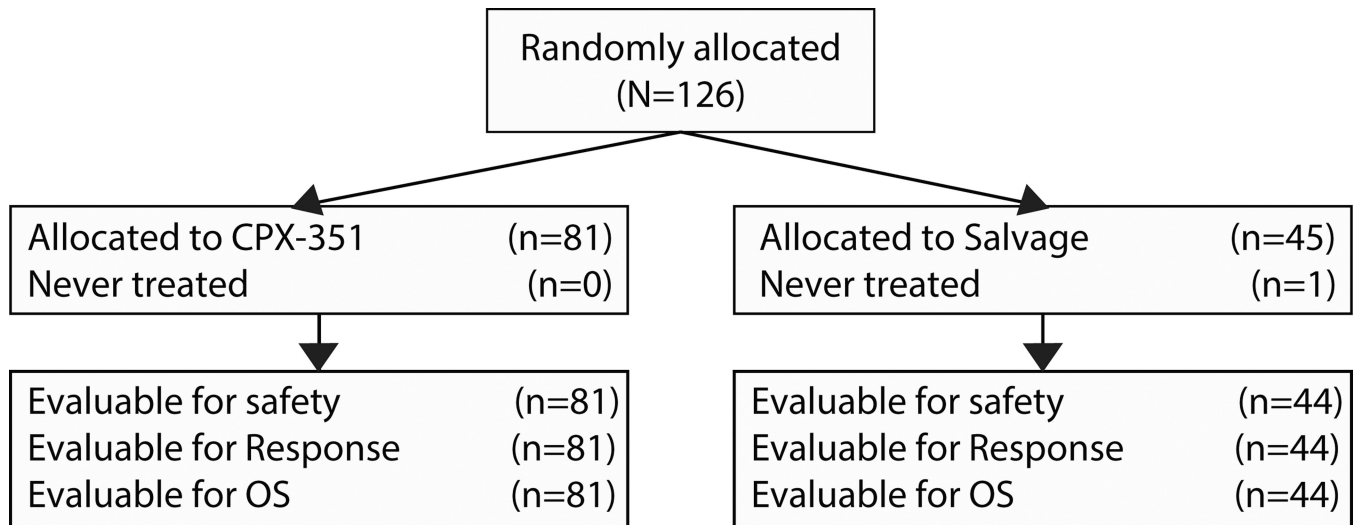 Randomly allocated
(N=126)
Allocated to CPX-351 (n=81)
Never treated (n=0)
Allocated to Salvage (n=45)
Never treated (n=1)
Evaluable for safety (n=81)
Evaluable for Response (n=81)
Evaluable for OS (n=81)
Evaluable for safety (n=44)
Evaluable for Response (n=44)
Evaluable for OS (n=44)